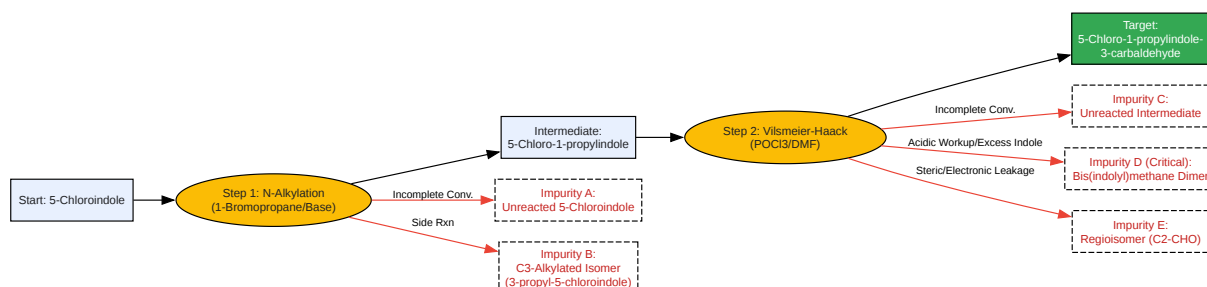 Start: 5-Chloroindole
Step 1: N-Alkylation
(1-Bromopropane/Base)
Incomplete Conv.
Side Rxn
Intermediate:
5-Chloro-1-propylindole
Impurity A:
Unreacted 5-Chloroindole
Impurity B:
C3-Alkylated Isomer
(3-propyl-5-chloroindole)
Step 2: Vilsmeier-Haack
(POCl3/DMF)
Incomplete Conv.
Acidic Workup/Excess Indole
Steric/Electronic Leakage
Target:
5-Chloro-1-propylindole-
3-carbaldehyde
Impurity C:
Unreacted Intermediate
Impurity D (Critical):
Bis(indolyl)methane Dimer
Impurity E:
Regioisomer (C2-CHO)